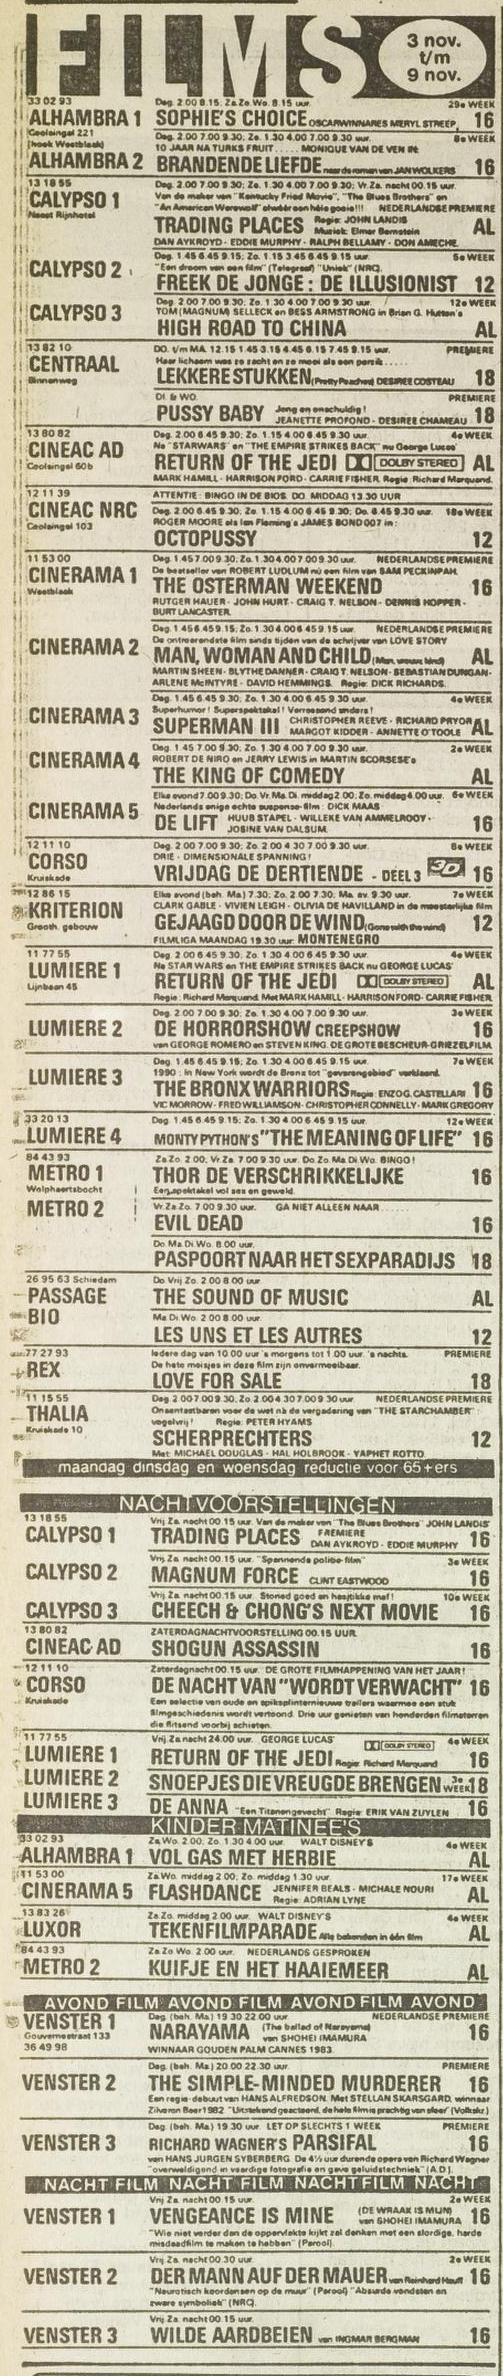 FILMS
3 nov.
t/m
9 nov.
33 02 93
Dag. 2.00 8.15; Za.Zo.Wo. 8.15 uur.
29e WEEK
ALHAMBRA 1
SOPHIE'S CHOICE OSCARWINNARES MERYL STREEP,
16
Coolsingel 221
(hoek Westblaak)
Dag. 2.00 7.00 9.30; Zo. 1.30 4.00 7.00 9.30 uur.
8e WEEK
10 JAAR NA TURKS FRUIT..... MONIQUE VAN DE VEN in:
ALHAMBRA 2
BRANDENDE LIEFDE naar de roman van JAN WOLKERS
16
13 18 55
Dag. 2.00 7.00 9.30; Zo. 1.30 4.00 7.00 9.30; Vr.Za. nacht 00.15 uur.
CALYPSO 1
Van de maker van "Kentucky Fried Movie", "The Blues Brothers" en
Naast Rijnhotel
"An American Werewolf" alwéér een hele goeie!!! NEDERLANDSE PREMIERE
TRADING PLACES
Regie: JOHN LANDIS
Muziek: Elmer Bernstein
AL
DAN AYKROYD - EDDIE MURPHY - RALPH BELLAMY - DON AMECHE.
Dag. 1.45 6.45 9.15; Zo. 1.15 3.45 6.45 9.15 uur.
5e WEEK
CALYPSO 2
"Een droom van een film" (Telegraaf) "Uniek" (NRC).
FREEK DE JONGE: DE ILLUSIONIST
12
Dag. 2.00 7.00 9.30; Zo. 1.30 4.00 7.00 9.30 uur.
12e WEEK
CALYPSO 3
TOM (MAGNUM) SELLECK en BESS ARMSTRONG in Brian G. Hutton's
HIGH ROAD TO CHINA
AL
13 82 10
DO. t/m MA. 12.15 1.45 3.15 4.45 6.15 7.45 9.15 uur.
PREMIERE
CENTRAAL
Haar lichaam was zo zacht en zo mooi als een perzik.....
Binnenweg
LEKKERE STUKKEN (Pretty Peaches) DESIREE COSTEAU
18
DI. & WO.
PREMIERE
PUSSY BABY
Jong en onschuldig!
JEANETTE PROFOND - DESIREE CHAMEAU
18
13 80 82
Dag. 2.00 6.45 9.30; Zo. 1.15 4.00 6.45 9.30 uur.
4e WEEK
CINEAC AD
Na "STARWARS" en "THE EMPIRE STRIKES BACK" nu George Lucas'
Coolsingel 60b
RETURN OF THE JEDI DOLBY STEREO
AL
MARK HAMILL - HARRISON FORD - CARRIE FISHER. Regie: Richard Marquand.
12 11 39
ATTENTIE: BINGO IN DE BIOS. DO. MIDDAG 13.30 UUR
CINEAC NRC
Dag. 2.00 6.45 9.30; Zo. 1.15 4.00 6.45 9.30; Do. 6.45 9.30 uur.
18e WEEK
Coolsingel 103
ROGER MOORE als Ian Fleming's JAMES BOND 007 in:
OCTOPUSSY
12
11 53 00
Dag. 1.45 7.00 9.30; Zo. 1.30 4.00 7.00 9.30 uur.
NEDERLANDSE PREMIERE
CINERAMA 1
De bestseller van ROBERT LUDLUM nú een film van SAM PECKINPAH.
Westblaak
THE OSTERMAN WEEKEND
16
RUTGER HAUER - JOHN HURT - CRAIG T. NELSON - DENNIS HOPPER -
BURT LANCASTER.
Dag. 1.45 6.45 9.15; Zo. 1.30 4.00 6.45 9.15 uur.
NEDERLANDSE PREMIERE
CINERAMA 2
De ontroerendste film sinds tijden van de schrijver van LOVE STORY
MAN, WOMAN AND CHILD (Man, vrouw, kind)
AL
MARTIN SHEEN - BLYTHE DANNER - CRAIG T. NELSON - SEBASTIAN DUNGAN -
ARLENE McINTYRE - DAVID HEMMINGS. Regie: DICK RICHARDS.
Dag. 1.45 6.45 9.30; Zo. 1.30 4.00 6.45 9.30 uur.
4e WEEK
Superhumor! Superspektakel! Verrassend anders!
CINERAMA 3
SUPERMAN III
CHRISTOPHER REEVE - RICHARD PRYOR
MARGOT KIDDER - ANNETTE O'TOOLE
AL
Dag. 1.45 7.00 9.30; Zo. 1.30 4.00 7.00 9.30 uur.
2e WEEK
CINERAMA 4
ROBERT DE NIRO en JERRY LEWIS in MARTIN SCORSESE's
THE KING OF COMEDY
AL
Elke avond 7.00 9.30; Do.Vr.Ma.Di. middag 2.00; Zo. middag 4.00 uur.
6e WEEK
CINERAMA 5
Nederlands enige echte suspense-film : DICK MAAS
DE LIFT
HUUB STAPEL - WILLEKE VAN AMMELROOY -
JOSINE VAN DALSUM.
16
12 11 10
Dag. 2.00 7.00 9.30; Zo. 2.00 4.30 7.00 9.30 uur.
8e WEEK
CORSO
DRIE - DIMENSIONALE SPANNING!
Kruiskade
VRIJDAG DE DERTIENDE - DEEL 3 3D
16
12 86 15
Elke avond (beh. Ma) 7.30; Zo. 2.00 7.30; Ma. av. 9.30 uur.
7e WEEK
KRITERION
CLARK GABLE - VIVIEN LEIGH - OLIVIA DE HAVILLAND in de meesterlijke film
Grooth. gebouw
GEJAAGD DOOR DE WIND (Gone with the wind)
12
FILMLIGA MAANDAG 19.30 uur: MONTENEGRO
11 77 55
Dag. 2.00 6.45 9.30; Zo. 1.30 4.00 6.45 9.30 uur.
4e WEEK
LUMIERE 1
Na STAR WARS en THE EMPIRE STRIKES BACK nu GEORGE LUCAS'
Lijnbaan 45
RETURN OF THE JEDI DOLBY STEREO
AL
Regie: Richard Marquand. Met MARK HAMILL - HARRISON FORD - CARRIE FISHER.
Dag. 2.00 7.00 9.30; Zo. 1.30 4.00 7.00 9.30 uur.
3e WEEK
LUMIERE 2
DE HORRORSHOW CREEPSHOW
16
van GEORGE ROMERO en STEVEN KING. DE GROTE BESCHEUR-GRIEZELFILM.
Dag. 1.45 6.45 9.15; Zo. 1.30 4.00 6.45 9.15 uur.
7e WEEK
LUMIERE 3
1990 : In New York wordt de Bronx tot "gevarengebied" verklaard.
THE BRONX WARRIORS Regie: ENZO G. CASTELLARI
16
VIC MORROW - FRED WILLIAMSON - CHRISTOPHER CONNELLY - MARK GREGORY
33 20 13
Dag. 1.45 6.45 9.15; Zo. 1.30 4.00 6.45 9.15 uur.
12e WEEK
LUMIERE 4
MONTY PYTHON'S "THE MEANING OF LIFE"
16
84 43 93
Za.Zo. 2.00; Vr.Za. 7.00 9.30 uur. Do.Zo.Ma.Di.Wo. BINGO!
METRO 1
THOR DE VERSCHRIKKELIJKE
16
Wolphaertsbocht
Een spektakel vol sex en geweld.
METRO 2
Vr.Za.Zo. 7.00 9.30 uur. GA NIET ALLEEN NAAR......
EVIL DEAD
16
Do.Ma.Di.Wo. 8.00 uur.
PASPOORT NAAR HET SEXPARADIJS
18
26 95 63 Schiedam
Do.Vrij.Zo. 2.00 8.00 uur.
PASSAGE
THE SOUND OF MUSIC
AL
BIO
Ma.Di.Wo. 2.00 8.00 uur.
LES UNS ET LES AUTRES
12
77 27 93
Iedere dag van 10.00 uur 's morgens tot 1.00 uur. 's nachts.
PREMIERE
REX
De hete meisjes in deze film zijn onvermoeibaar.
LOVE FOR SALE
18
11 15 55
Dag. 2.00 7.00 9.30; Zo. 2.00 4.30 7.00 9.30 uur.
NEDERLANDSE PREMIERE
THALIA
Onaantastbaren voor de wet ná de vergadering van "THE STARCHAMBER" :
Kruiskade 10
vogelvrij! Regie: PETER HYAMS
SCHERPRECHTERS
12
Met: MICHAEL DOUGLAS - HAL HOLBROOK - YAPHET KOTTO.
maandag dinsdag en woensdag reductie voor 65+ers
NACHTVOORSTELLINGEN
13 18 55
Vrij.Za. nacht 00.15 uur. Van de maker van "The Blues Brothers" JOHN LANDIS'
CALYPSO 1
TRADING PLACES
PREMIERE
DAN AYKROYD - EDDIE MURPHY
16
Vrij.Za. nacht 00.15 uur. "Spannende politie-film"
3e WEEK
CALYPSO 2
MAGNUM FORCE CLINT EASTWOOD
16
Vrij.Za. nacht 00.15 uur. Stoned goed en hasjtikke maf!
10e WEEK
CALYPSO 3
CHEECH & CHONG'S NEXT MOVIE
16
13 80 82
ZATERDAGNACHTVOORSTELLING 00.15 UUR.
CINEAC AD
SHOGUN ASSASSIN
16
12 11 10
Zaterdagnacht 00.15 uur. DE GROTE FILMHAPPENING VAN HET JAAR!
CORSO
DE NACHT VAN "WORDT VERWACHT"
16
Kruiskade
Een selectie van oude en spiksplinternieuwe trailers waarmee een stuk
filmgeschiedenis wordt vertoond. Drie uur genieten van honderden filmsterren
die flitsend voorbij schieten.
11 77 55
Vrij.Za. nacht 24.00 uur. GEORGE LUCAS'
DOLBY STEREO
4e WEEK
LUMIERE 1
RETURN OF THE JEDI Regie: Richard Marquand
16
LUMIERE 2
SNOEPJES DIE VREUGDE BRENGEN 3e WEEK
18
LUMIERE 3
DE ANNA "Een Titanengevecht" Regie: ERIK VAN ZUYLEN
16
KINDER MATINEE'S
33 02 93
Za.Wo. 2.00; Zo. 1.30 4.00 uur. WALT DISNEY'S
4e WEEK
ALHAMBRA 1
VOL GAS MET HERBIE
AL
11 53 00
Za.Wo. middag 2.00; Zo. middag 1.30 uur.
17e WEEK
CINERAMA 5
FLASHDANCE
JENNIFER BEALS - MICHALE NOURI
Regie: ADRIAN LYNE
AL
13 83 26
Za.Zo. middag 2.00 uur. WALT DISNEY'S
4e WEEK
LUXOR
TEKENFILMPARADE Alle bekenden in één film
AL
84 43 93
Za.Zo.Wo. 2.00 uur. NEDERLANDS GESPROKEN
METRO 2
KUIFJE EN HET HAAIEMEER
AL
AVOND FILM AVOND FILM AVOND FILM AVOND
VENSTER 1
Dag. (beh. Ma.) 19.30 22.00 uur.
NEDERLANDSE PREMIERE
Gouvernestraat 133
NARAYAMA
(The ballad of Narayama)
van SHOHEI IMAMURA
16
36 49 98
WINNAAR GOUDEN PALM CANNES 1983.
Dag. (beh. Ma.) 20.00 22.30 uur.
PREMIERE
VENSTER 2
THE SIMPLE-MINDED MURDERER
16
Een regie-debuut van HANS ALFREDSON. Met STELLAN SKARSGARD, winnaar
Zilveren Beer 1982. "Uitstekend geacteerd, de hele film is prachtig van sfeer" (Volkskr.)
Dag. (beh. Ma.) 19.30 uur. LET OP SLECHTS 1 WEEK
PREMIERE
VENSTER 3
RICHARD WAGNER'S PARSIFAL
16
van HANS JURGEN SYBERBERG. De 4½ uur durende opera van Richard Wagner
"overweldigend in vaardige fotografie en gave geluidstechniek" (A.D.).
NACHT FILM NACHT FILM NACHT FILM NACHT
Vrij.Za. nacht 00.15 uur.
2e WEEK
VENSTER 1
VENGEANCE IS MINE
(DE WRAAK IS MIJN)
van SHOHEI IMAMURA
16
"Wie niet verder dan de oppervlakte kijkt zal denken met een slordige, harde
misdaadfilm te maken te hebben" (Parool).
Vrij.Za. nacht 00.30 uur.
2e WEEK
VENSTER 2
DER MANN AUF DER MAUER van Reinhard Hauff
16
"Neurotisch koorddansen op de muur" (Parool) "Absurde vondsten en
zware symboliek" (NRC).
Vrij.Za. nacht 00.15 uur.
VENSTER 3
WILDE AARDBEIEN van INGMAR BERGMAN
16